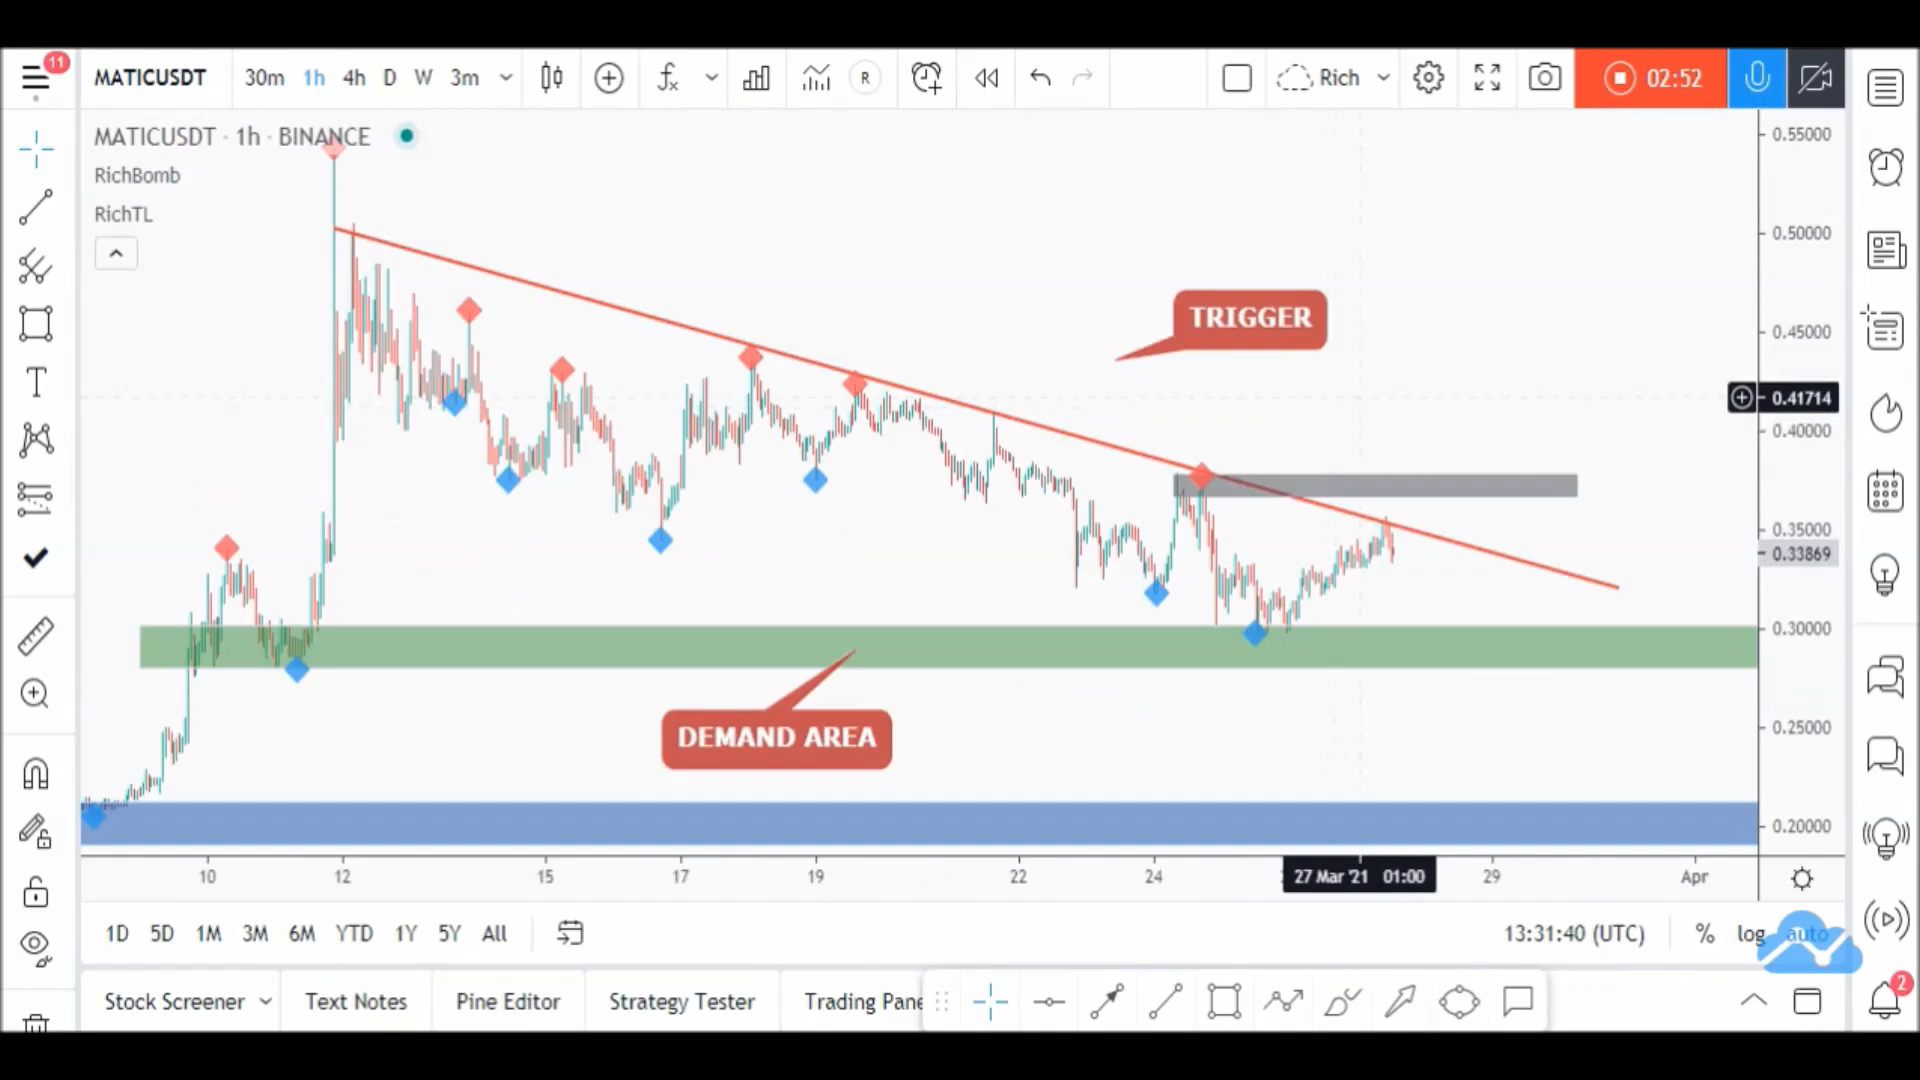 11
MATICUSDT 30m 1h 4h D W 3m R Rich 02:52
MATICUSDT · 1h · BINANCE
RichBomb
RichTL
0.55000
0.50000
TRIGGER
0.45000
0.41714
0.40000
0.35000
0.33869
0.30000
DEMAND AREA
0.25000
0.20000
10 12 15 17 19 22 24 27 Mar '21 01:00 29 Apr
1D 5D 1M 3M 6M YTD 1Y 5Y All 13:31:40 (UTC) % log auto
Stock Screener Text Notes Pine Editor Strategy Tester Trading Pane
2